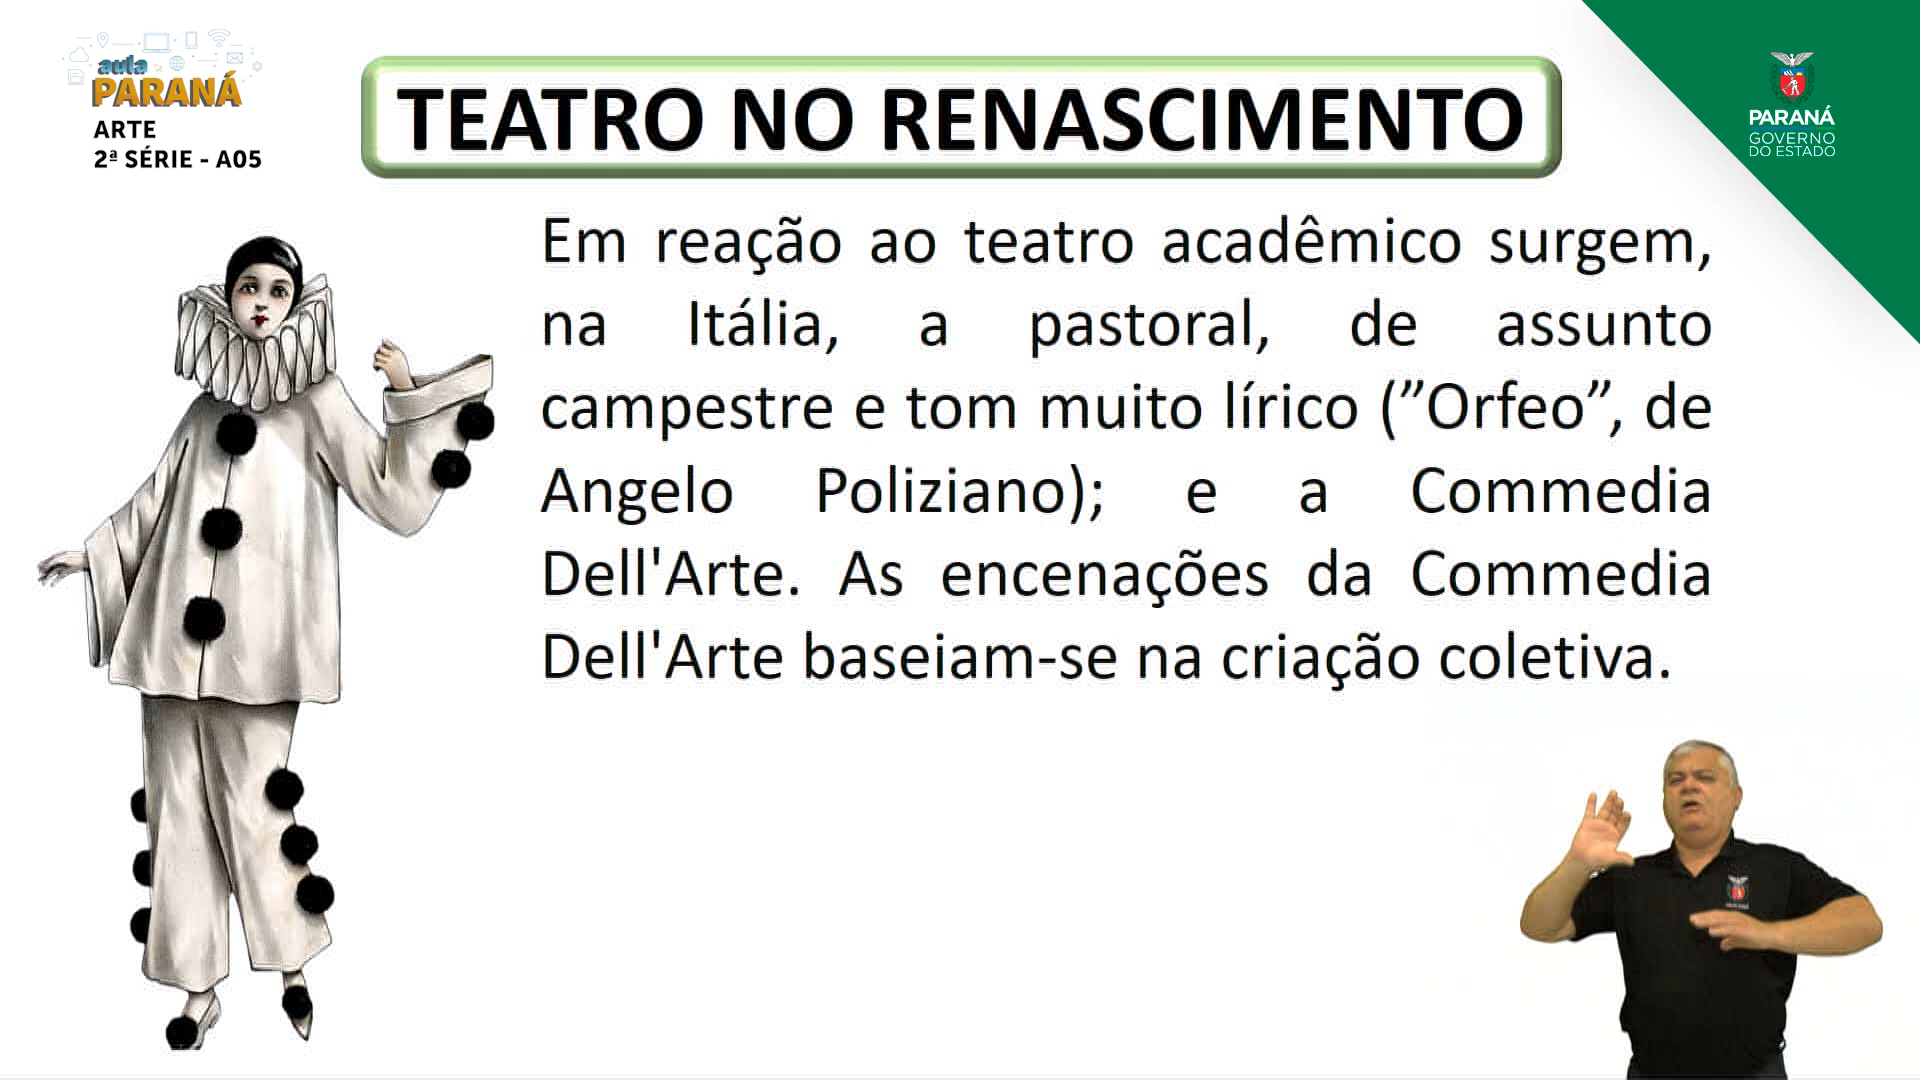 aula
PARANÁ
ARTE
2ª SÉRIE - A05
TEATRO NO RENASCIMENTO
PARANÁ
GOVERNO
DO ESTADO
Em reação ao teatro acadêmico surgem,
na Itália, a pastoral, de assunto
campestre e tom muito lírico (”Orfeo”, de
Angelo Poliziano); e a Commedia
Dell'Arte. As encenações da Commedia
Dell'Arte baseiam-se na criação coletiva.